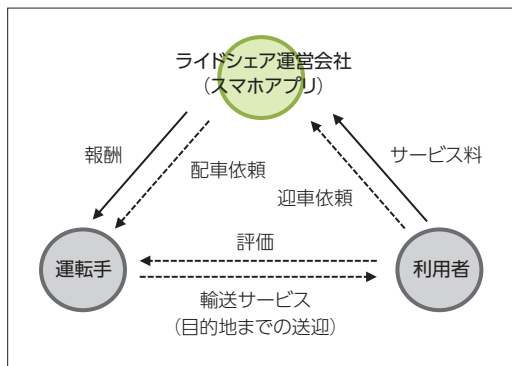 ライドシェア運営会社
(スマホアプリ)
報酬
配車依頼
サービス料
迎車依頼
評価
運転手
利用者
輸送サービス
(目的地までの送迎)